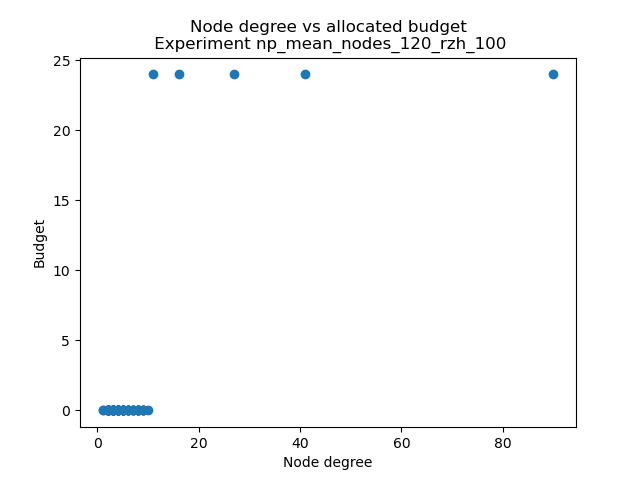 Node degree vs allocated budget
Experiment np_mean_nodes_120_rzh_100
25
20
15
10
5
0
Budget
0 20 40 60 80
Node degree